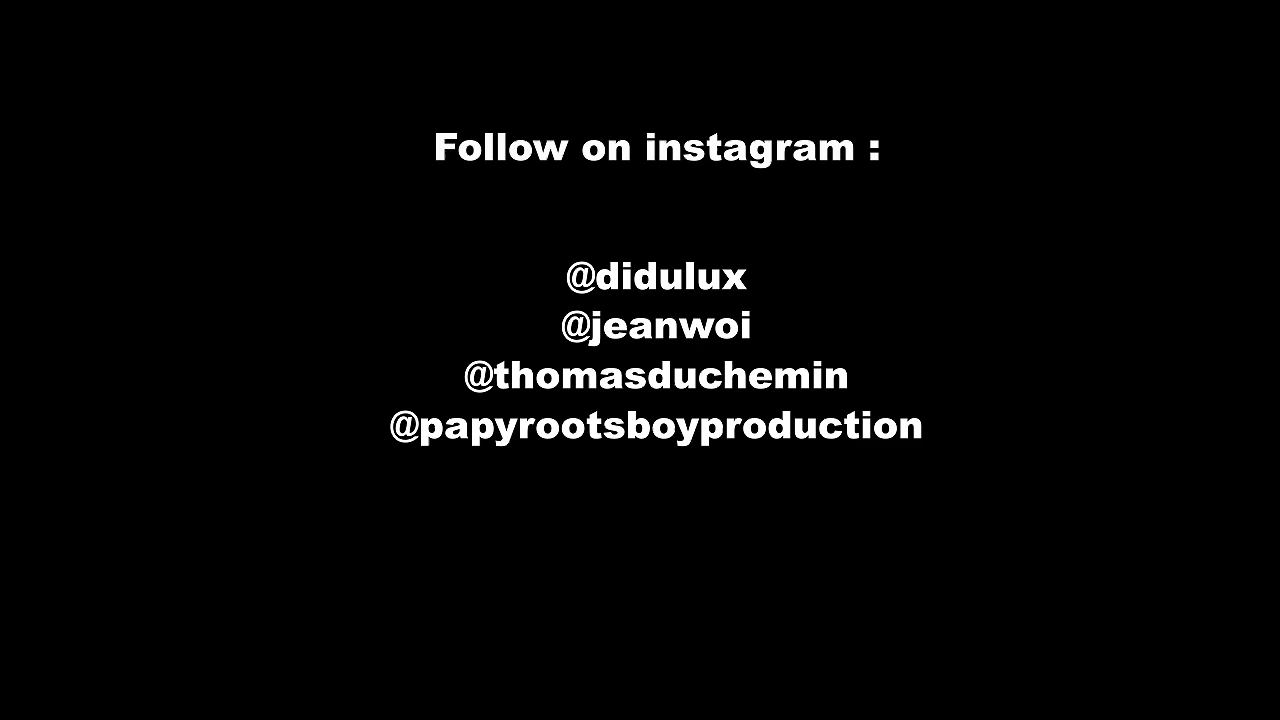 Follow on instagram :
@didulux
@jeanwoi
@thomasduchemin
@papyrootsboyproduction